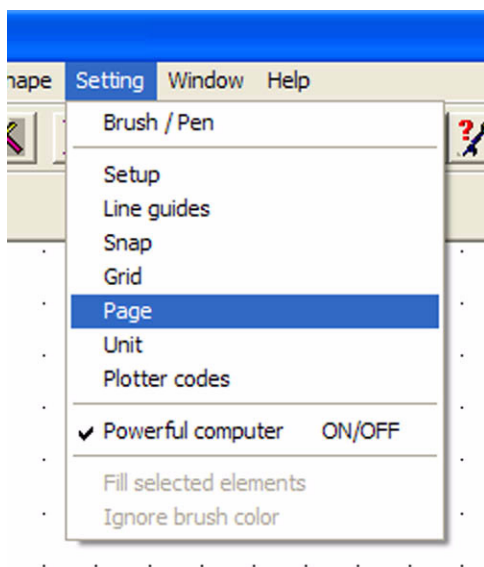 hape Setting Window Help
Brush / Pen
Setup
Line guides
Snap
Grid
Page
Unit
Plotter codes
Powerful computer ON/OFF
Fill selected elements
Ignore brush color